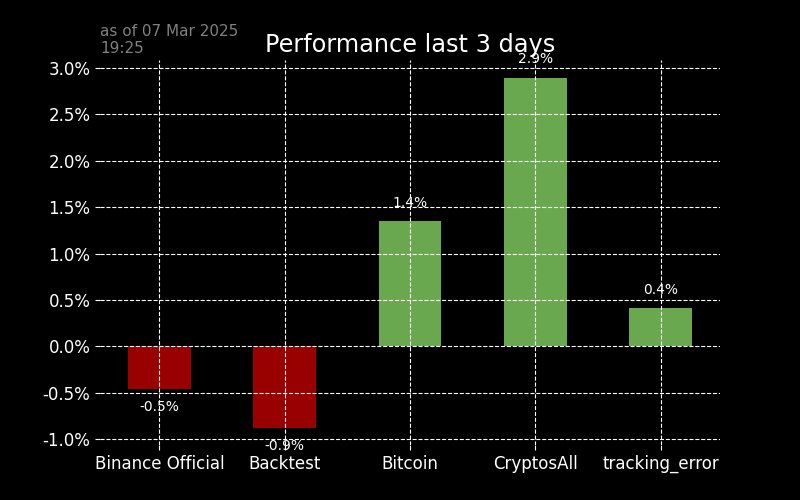 as of 07 Mar 2025
19:25
Performance last 3 days
3.0%
2.5%
2.0%
1.5%
1.0%
0.5%
0.0%
-0.5%
-1.0%
-0.5%
-0.9%
1.4%
2.9%
0.4%
Binance Official
Backtest
Bitcoin
CryptosAll
tracking_error